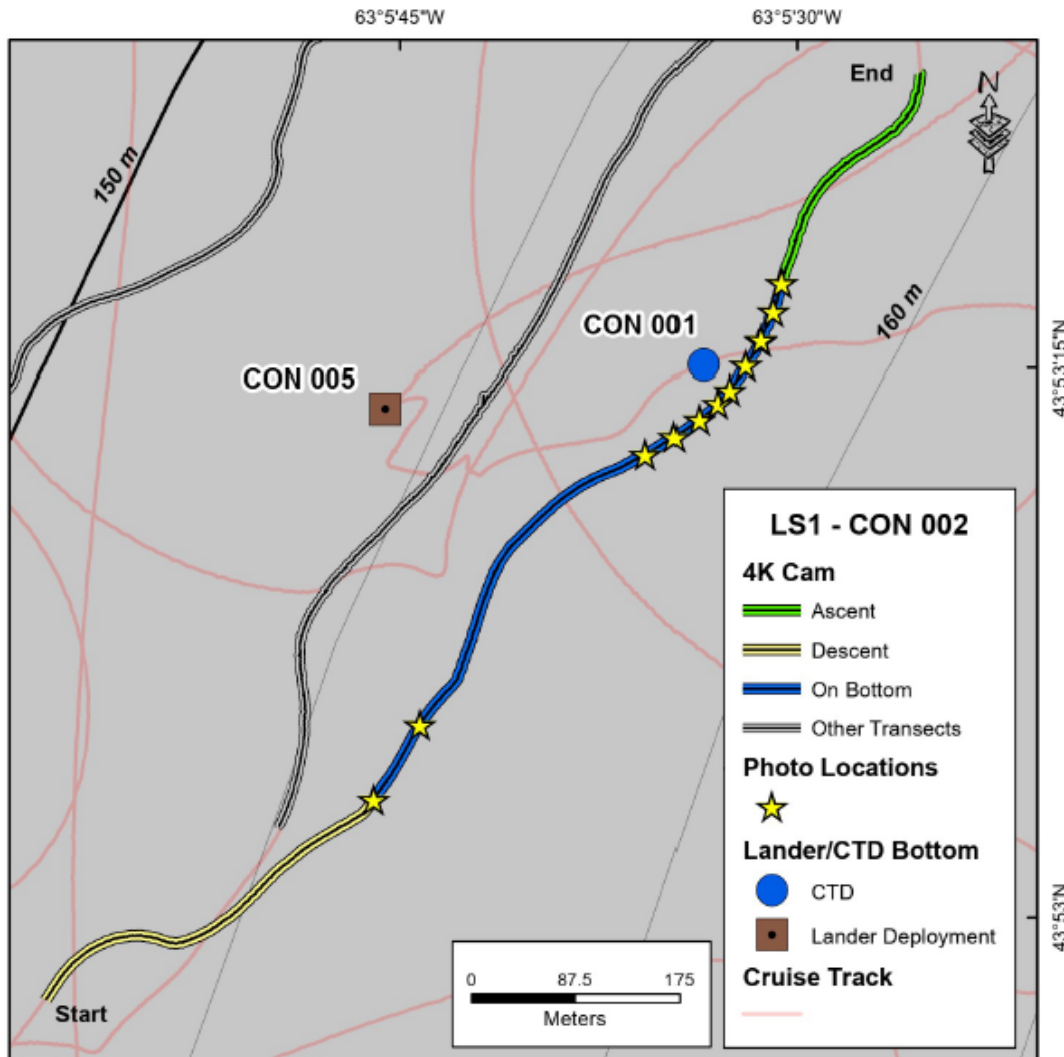 63°5'45"W
63°5'30"W
End
N
150 m
160 m
CON 001
CON 005
43°53'15"N
LS1 - CON 002
4K Cam
Ascent
Descent
On Bottom
Other Transects
Photo Locations
Lander/CTD Bottom
CTD
Lander Deployment
Cruise Track
43°53'N
0
87.5
175
Meters
Start